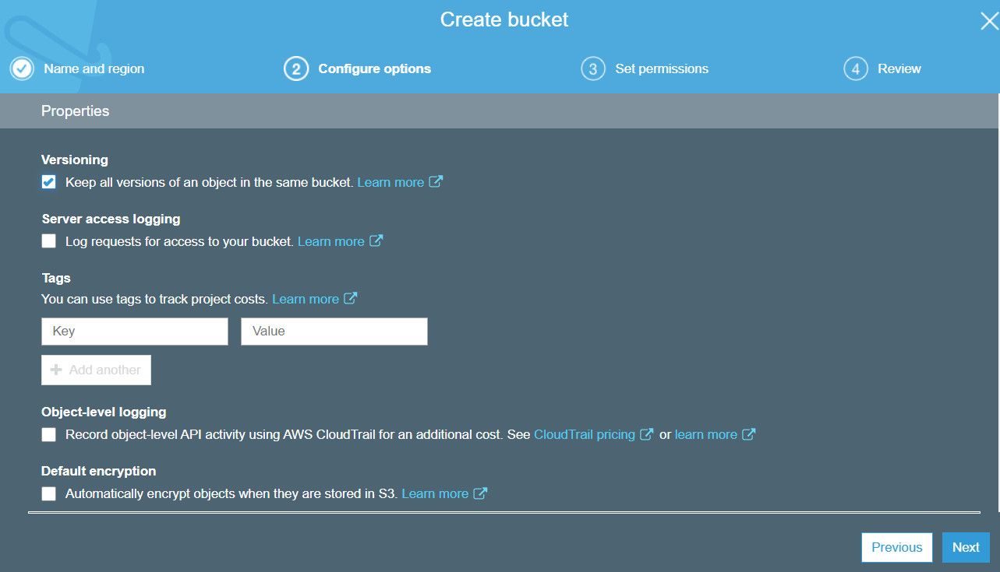 Create bucket
Name and region
2 Configure options
3 Set permissions
4 Review
Properties
Versioning
Keep all versions of an object in the same bucket. Learn more
Server access logging
Log requests for access to your bucket. Learn more
Tags
You can use tags to track project costs. Learn more
Key Value
Add another
Object-level logging
Record object-level API activity using AWS CloudTrail for an additional cost. See CloudTrail pricing or learn more
Default encryption
Automatically encrypt objects when they are stored in S3. Learn more
Previous Next